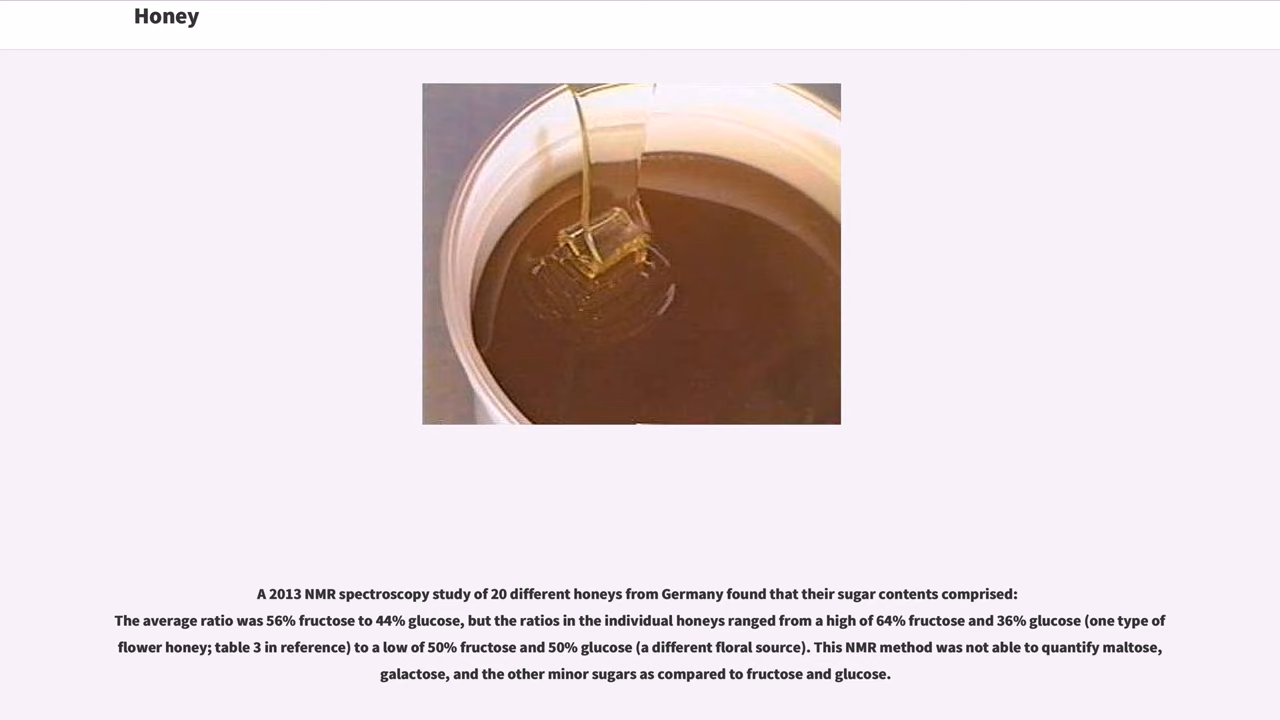 Honey
A 2013 NMR spectroscopy study of 20 different honeys from Germany found that their sugar contents comprised:
The average ratio was 56% fructose to 44% glucose, but the ratios in the individual honeys ranged from a high of 64% fructose and 36% glucose (one type of
flower honey; table 3 in reference) to a low of 50% fructose and 50% glucose (a different floral source). This NMR method was not able to quantify maltose,
galactose, and the other minor sugars as compared to fructose and glucose.